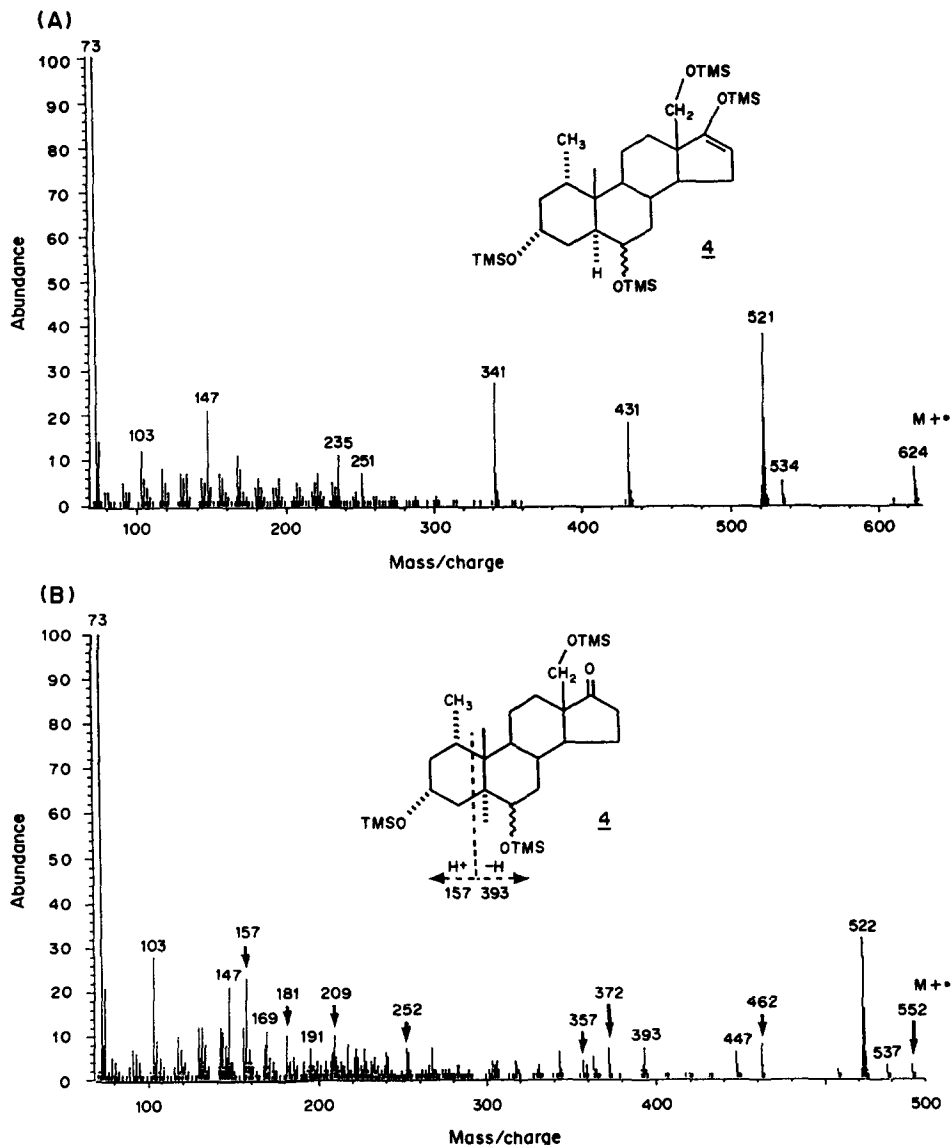 (A)
73
100
90
80
70
60
50
40
30
20
10
0
Abundance
OTMS
OTMS
CH2
CH3
TMSO
H
OTMS
4
103
147
235
251
341
431
521
534
M+•
624
100
200
300
400
500
600
Mass/charge
(B)
73
100
90
80
70
60
50
40
30
20
10
0
Abundance
OTMS
O
CH2
CH3
TMSO
OTMS
4
H+ –H
157 393
103
147
157
169
181
191
209
252
357
372
393
447
462
522
537
M+•
552
100
200
300
400
500
Mass/charge